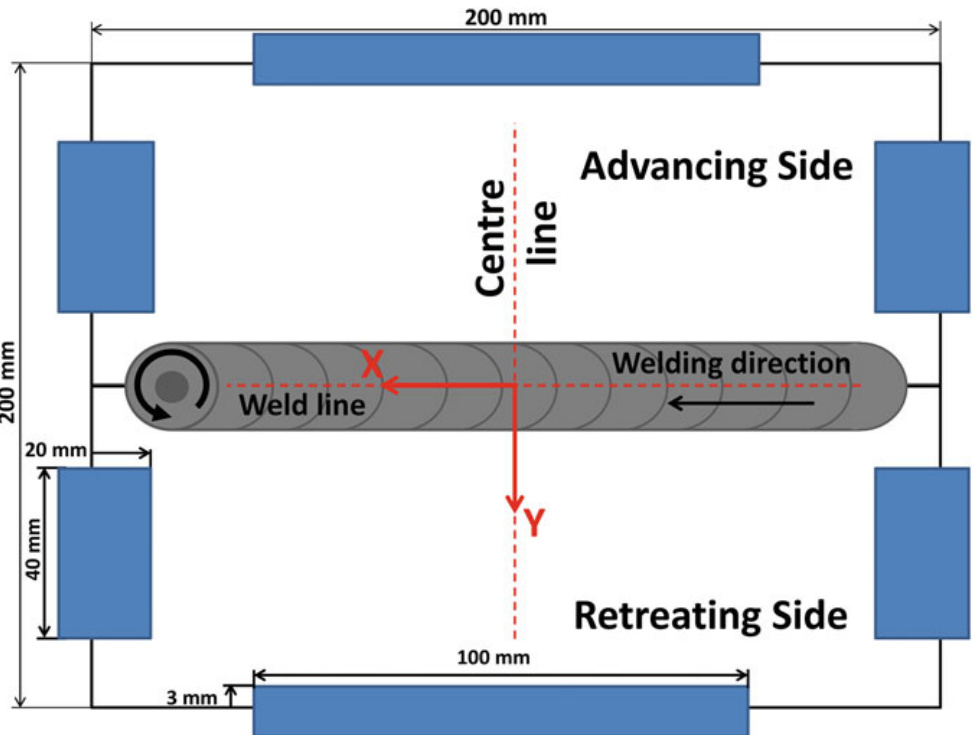 200 mm
Advancing Side
Centre
line
200 mm
X
Welding direction
Weld line
20 mm
Y
40 mm
Retreating Side
100 mm
3 mm